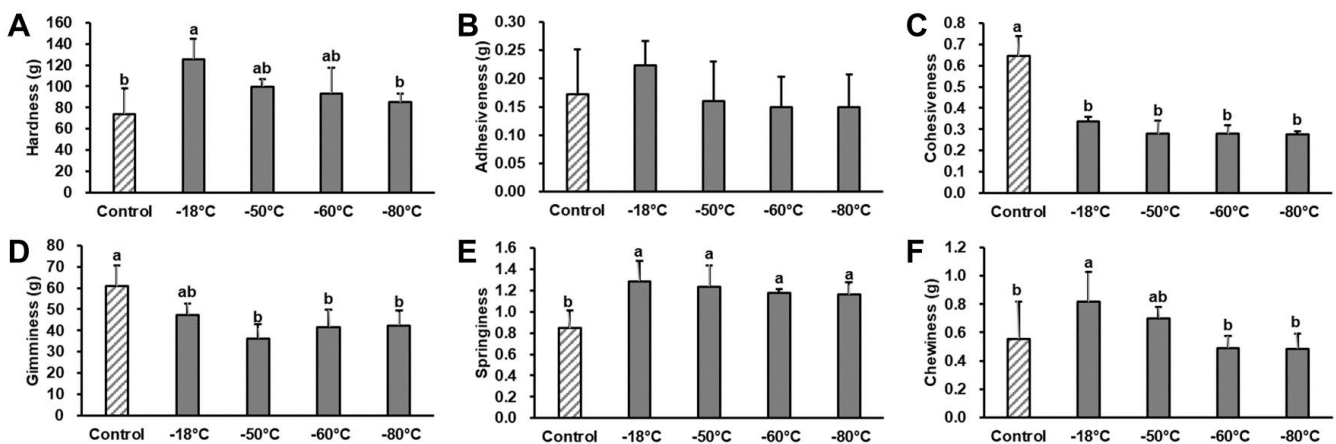 A
Hardness (g)
160
140
120
100
80
60
40
20
0
b
a
ab
ab
b
Control -18°C -50°C -60°C -80°C
B
Adhesiveness (g)
0.30
0.25
0.20
0.15
0.10
0.05
0.00
Control -18°C -50°C -60°C -80°C
C
Cohesiveness
0.8
0.7
0.6
0.5
0.4
0.3
0.2
0.1
0.0
a
b
b
b
b
Control -18°C -50°C -60°C -80°C
D
Gimminess (g)
80
70
60
50
40
30
20
10
0
a
ab
b
b
b
Control -18°C -50°C -60°C -80°C
E
Springiness
1.6
1.4
1.2
1.0
0.8
0.6
0.4
0.2
0.0
b
a
a
a
a
Control -18°C -50°C -60°C -80°C
F
Chewiness (g)
1.2
1.0
0.8
0.6
0.4
0.2
0.0
b
a
ab
b
b
Control -18°C -50°C -60°C -80°C